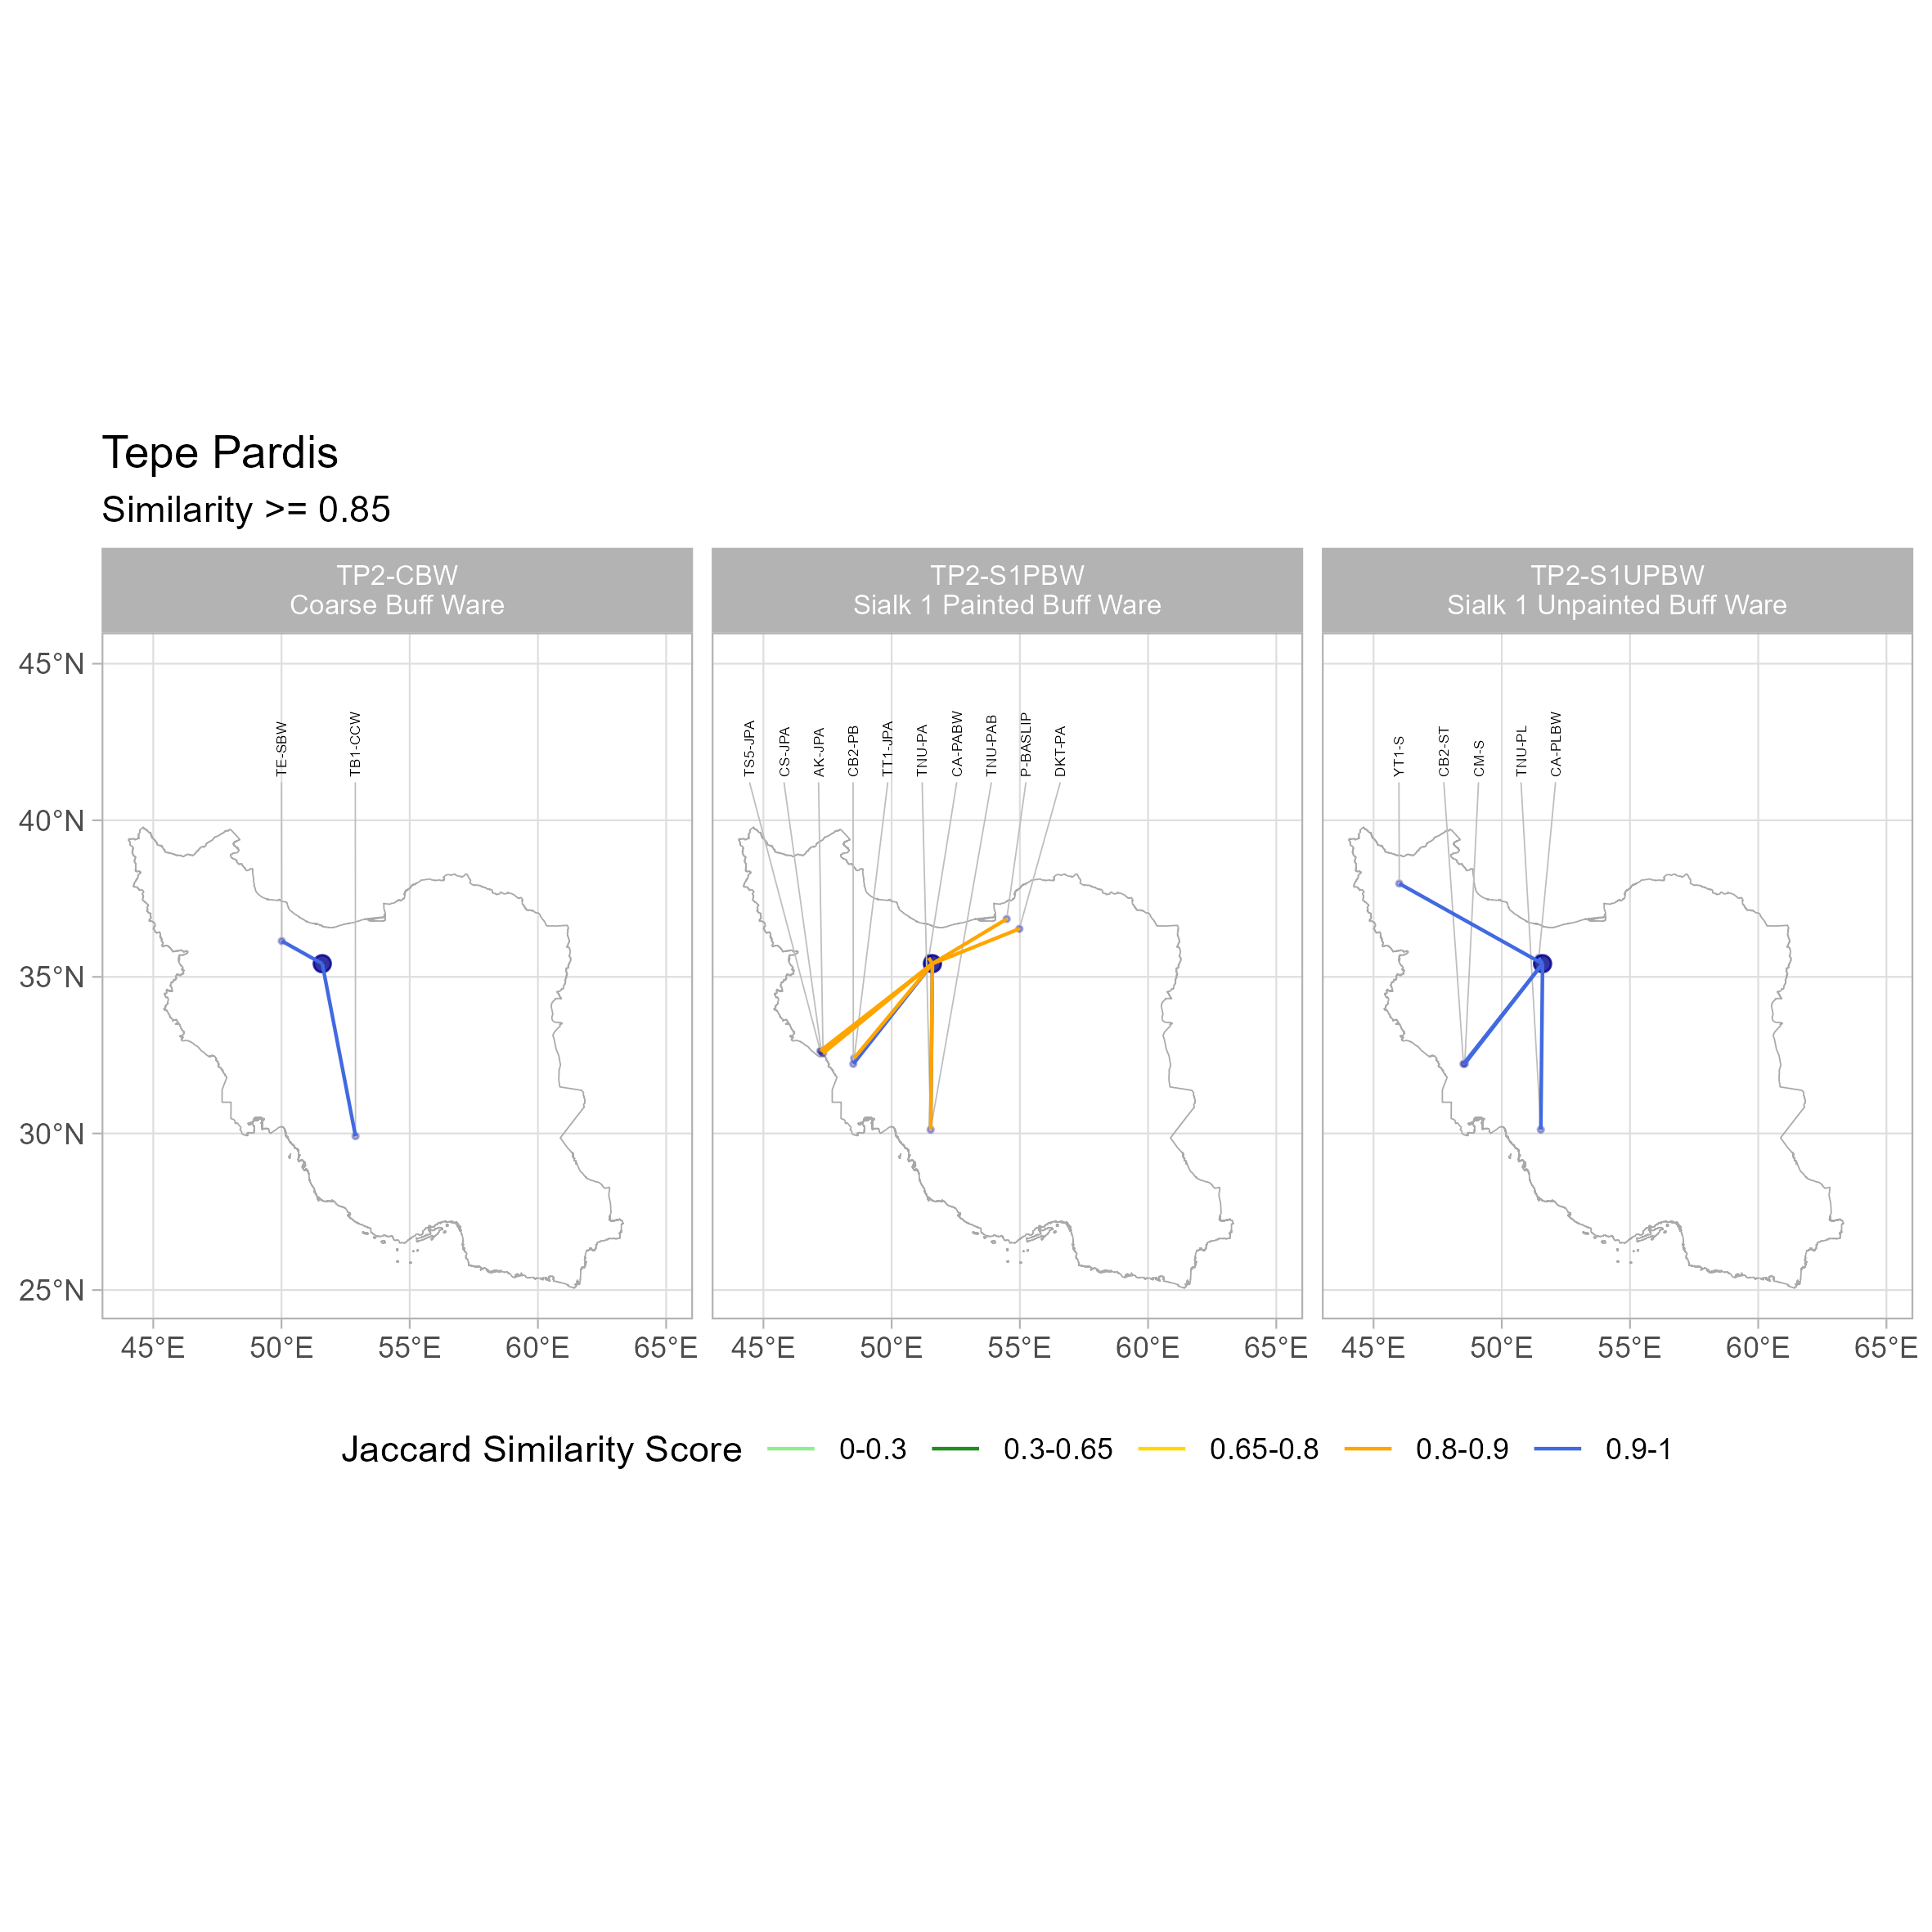 Tepe Pardis
Similarity >= 0.85
TP2-CBW
Coarse Buff Ware
TP2-S1PBW
Sialk 1 Painted Buff Ware
TP2-S1UPBW
Sialk 1 Unpainted Buff Ware
45°N
40°N
35°N
30°N
25°N
TE-SBW
TB1-CCW
TS5-JPA
CS-JPA
AK-JPA
CB2-PB
TT1-JPA
TNU-PA
CA-PABW
TNU-PAB
P-BASLIP
DKT-PA
YT1-S
CB2-ST
CM-S
TNU-PL
CA-PLBW
45°E 50°E 55°E 60°E 65°E
45°E 50°E 55°E 60°E 65°E
45°E 50°E 55°E 60°E 65°E
Jaccard Similarity Score 0-0.3 0.3-0.65 0.65-0.8 0.8-0.9 0.9-1